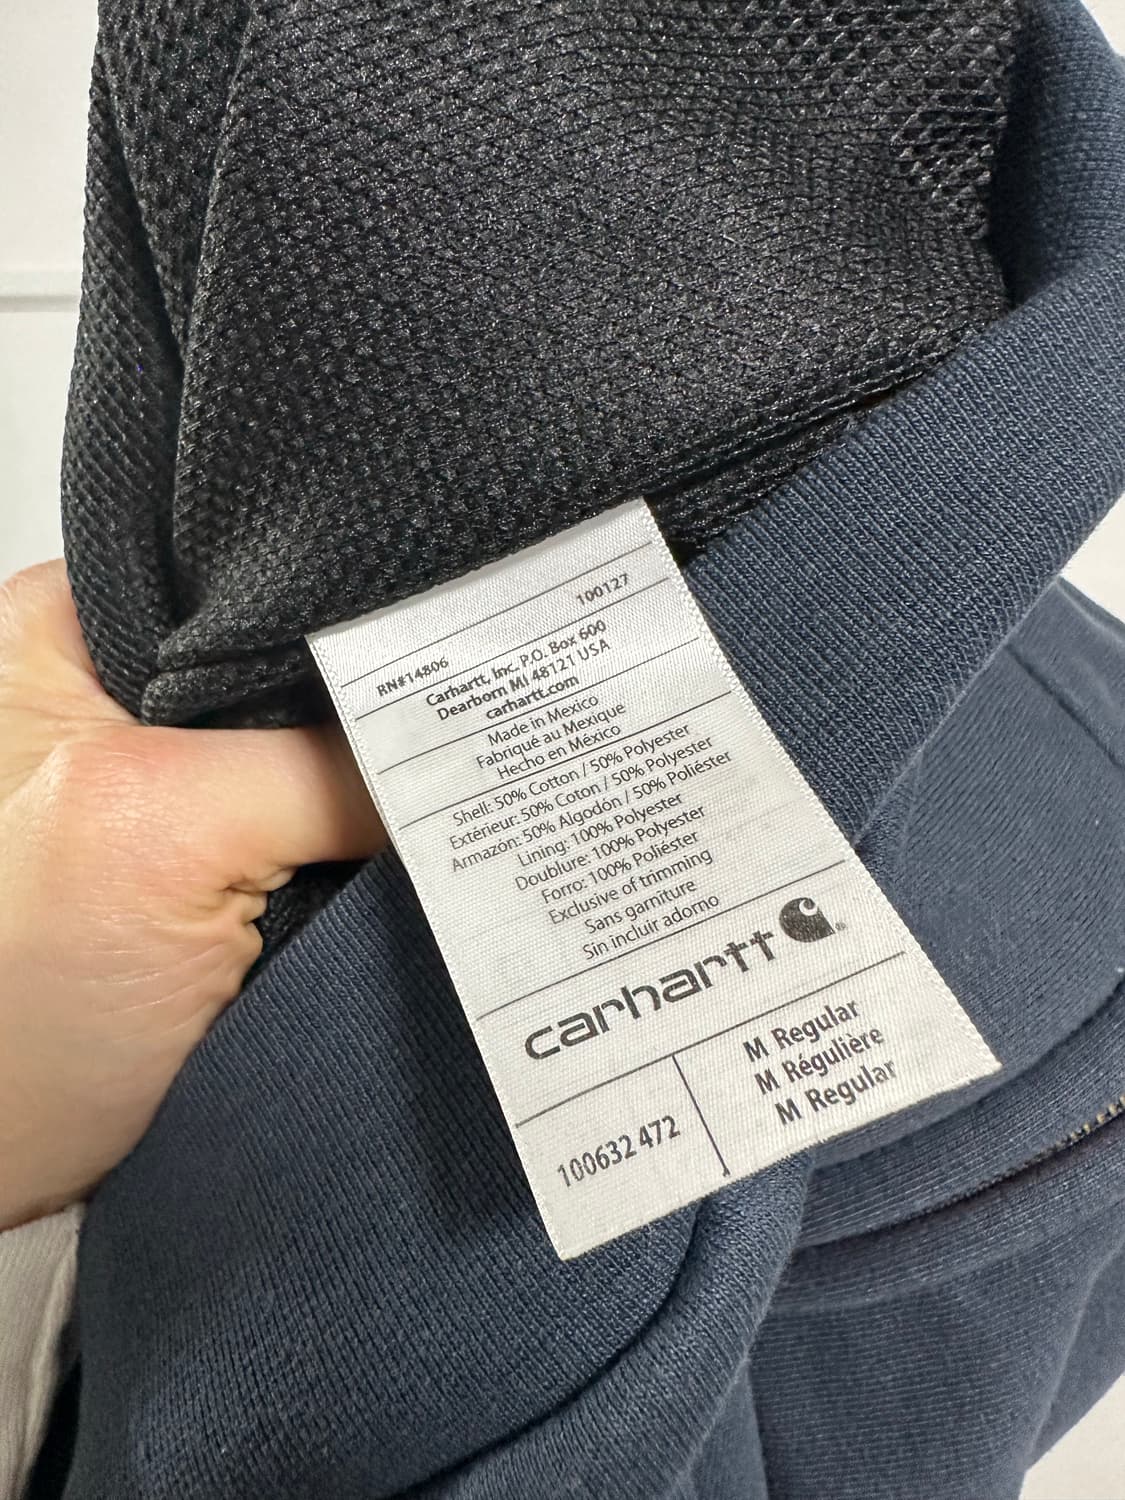 RN#14806 100127
Carhartt, Inc. P.O. Box 600
Dearborn MI 48121 USA
carhartt.com
Made in Mexico
Fabriqué au Mexique
Hecho en México
Shell: 50% Cotton / 50% Polyester
Extérieur: 50% Coton / 50% Polyester
Armazón: 50% Algodón / 50% Poliéster
Lining: 100% Polyester
Doublure: 100% Polyester
Forro: 100% Poliéster
Exclusive of trimming
Sans garniture
Sin incluir adorno
carhartt ®
M Regular
M Régulière
M Regular
100632 472